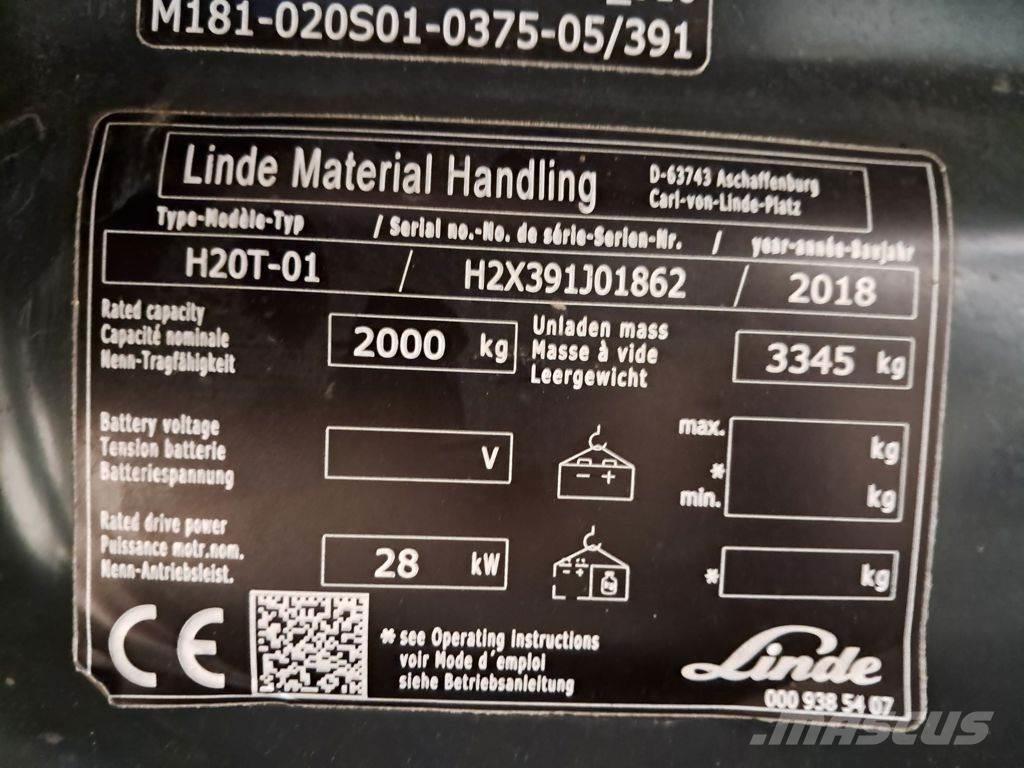 M181-020S01-0375-05/391
Linde Material Handling
D-63743 Aschaffenburg
Carl-von-Linde-Platz
Type-Modèle-Typ / Serial no.-No. de série-Serien-Nr. / year-année-Baujahr
H20T-01 / H2X391J01862 / 2018
Rated capacity
Capacité nominale
Nenn-Tragfähigkeit
2000 kg
Unladen mass
Masse à vide
Leergewicht
3345 kg
Battery voltage
Tension batterie
Batteriespannung
V
- +
max. kg
*
min. kg
Rated drive power
Puissance motr.nom.
Nenn-Antriebsleist.
28 kW
- +
kg
* kg
CE
* see Operating instructions
voir Mode d'emploi
siehe Betriebsanleitung
Linde
000 938 54 07
MASCUS